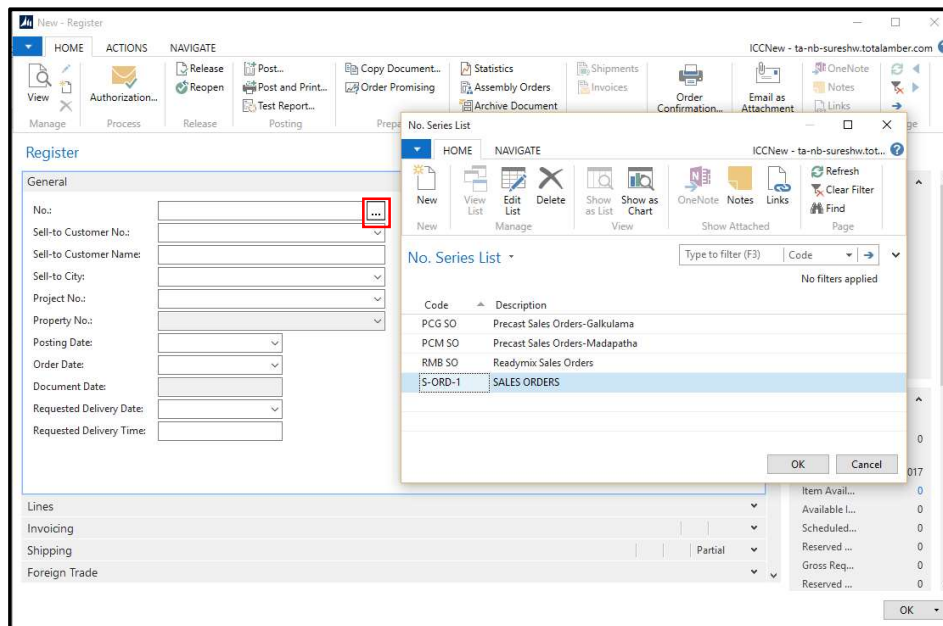 New - Register
HOME ACTIONS NAVIGATE
ICCNew - ta-nb-sureshw.totalamber.com
View
Manage
Authorization...
Process
Release
Reopen
Release
Post...
Post and Print...
Test Report...
Posting
Copy Document...
Order Promising
Statistics
Assembly Orders
Archive Document
Shipments
Invoices
Order Confirmation...
Email as Attachment
OneNote
Notes
Links
Register
General
No.:
...
Sell-to Customer No.:
Sell-to Customer Name:
Sell-to City:
Project No.:
Property No.:
Posting Date:
Order Date:
Document Date:
Requested Delivery Date:
Requested Delivery Time:
Lines
Invoicing
Shipping Partial
Foreign Trade
No. Series List
HOME NAVIGATE
ICCNew - ta-nb-sureshw.tot...
New
New
View List
Edit List
Delete
Manage
Show as List
Show as Chart
View
OneNote
Notes
Links
Show Attached
Refresh
Clear Filter
Find
Page
No. Series List
Type to filter (F3) Code
No filters applied
Code Description
PCG SO Precast Sales Orders-Galkulama
PCM SO Precast Sales Orders-Madapatha
RMB SO Readymix Sales Orders
S-ORD-1 SALES ORDERS
OK Cancel
0
017
Item Avail... 0
Available I... 0
Scheduled... 0
Reserved ... 0
Gross Req... 0
Reserved ... 0
OK